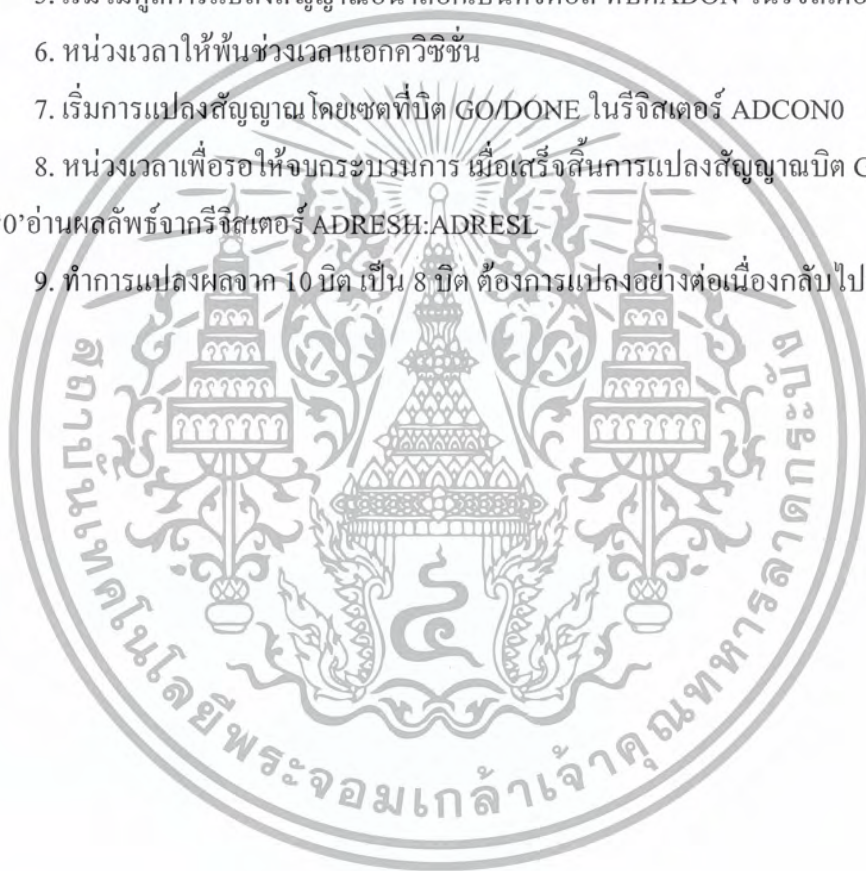 6. หน่วงเวลาให้พ้นช่วงเวลาแอกควิซิชั่น
7. เริ่มการแปลงสัญญาณโดยเซตที่บิต GO/DONE ในรีจิสเตอร์ ADCON0
8. หน่วงเวลาเพื่อรอให้จบกระบวนการ เมื่อเสร็จสิ้นการแปลงสัญญาณบิต
0’อ่านผลลัพธ์จากรีจิสเตอร์ ADRESH:ADRESL
9. ทำการแปลงผลจาก 10 บิต เป็น 8 บิต ต้องการแปลงอย่างต่อเนื่องกลับไป
สถาบันเทคโนโลยีพระจอมเกล้าเจ้าคุณทหารลาดกระบัง